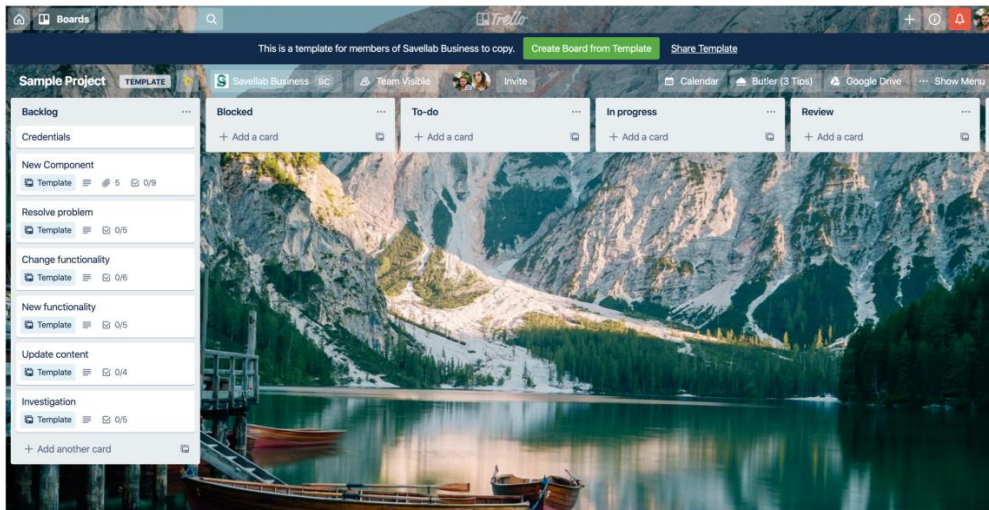 Boards
Trello
This is a template for members of Savellab Business to copy. Create Board from Template Share Template
Sample Project TEMPLATE Savellab Business BC Team Visible Invite Calendar Butler (3 Tips) Google Drive ··· Show Menu
Backlog ···
Credentials
New Component
Template 5 0/9
Resolve problem
Template 0/5
Change functionality
Template 0/6
New functionality
Template 0/5
Update content
Template 0/4
Investigation
Template 0/5
+ Add another card
Blocked ···
+ Add a card
To-do ···
+ Add a card
In progress ···
+ Add a card
Review ···
+ Add a card